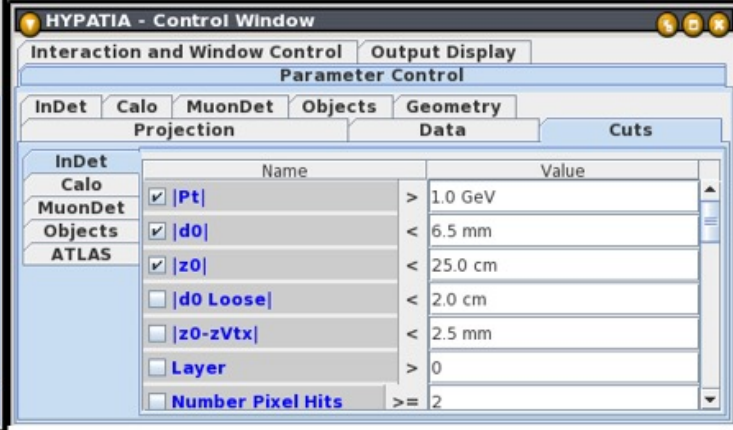 HYPATIA - Control Window
Interaction and Window Control Output Display
Parameter Control
InDet Calo MuonDet Objects Geometry
Projection Data Cuts
InDet
Calo
MuonDet
Objects
ATLAS
Name Value
|Pt| > 1.0 GeV
|d0| < 6.5 mm
|z0| < 25.0 cm
|d0 Loose| < 2.0 cm
|z0-zVtx| < 2.5 mm
Layer > 0
Number Pixel Hits >= 2